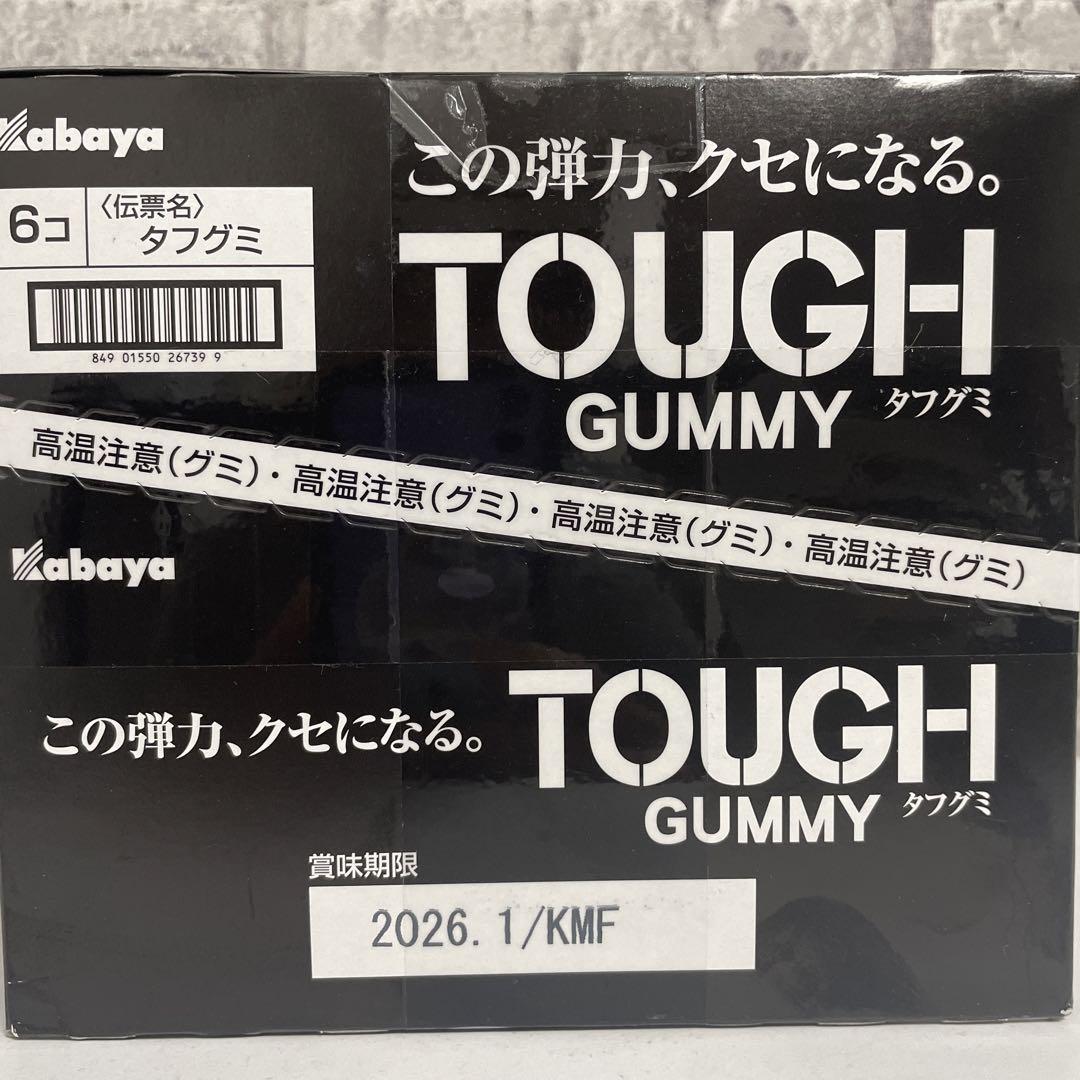 Kabaya
6コ
〈伝票名〉
タフグミ
849 01550 26739 9
この弾力、クセになる。
TOUGH
GUMMY タフグミ
高温注意(グミ)・高温注意(グミ)・高温注意(グミ)・高温注意(グミ)
Kabaya
この弾力、クセになる。
TOUGH
GUMMY タフグミ
賞味期限
2026. 1/KMF